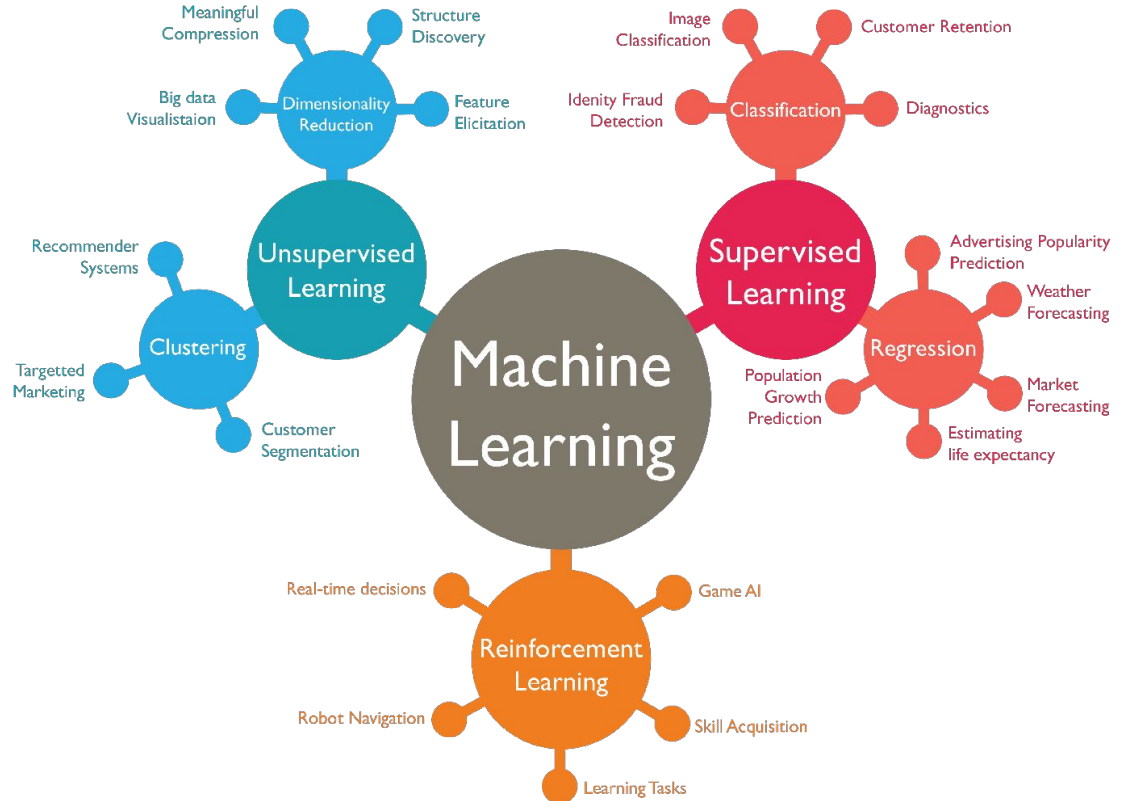 Meaningful
Compression
Structure
Discovery
Big data
Visualistaion
Dimensionality
Reduction
Feature
Elicitation
Image
Classification
Customer Retention
Idenity Fraud
Detection
Classification
Diagnostics
Unsupervised
Learning
Supervised
Learning
Recommender
Systems
Clustering
Targetted
Marketing
Customer
Segmentation
Machine
Learning
Advertising Popularity
Prediction
Weather
Forecasting
Regression
Population
Growth
Prediction
Market
Forecasting
Estimating
life expectancy
Real-time decisions
Game AI
Reinforcement
Learning
Robot Navigation
Skill Acquisition
Learning Tasks